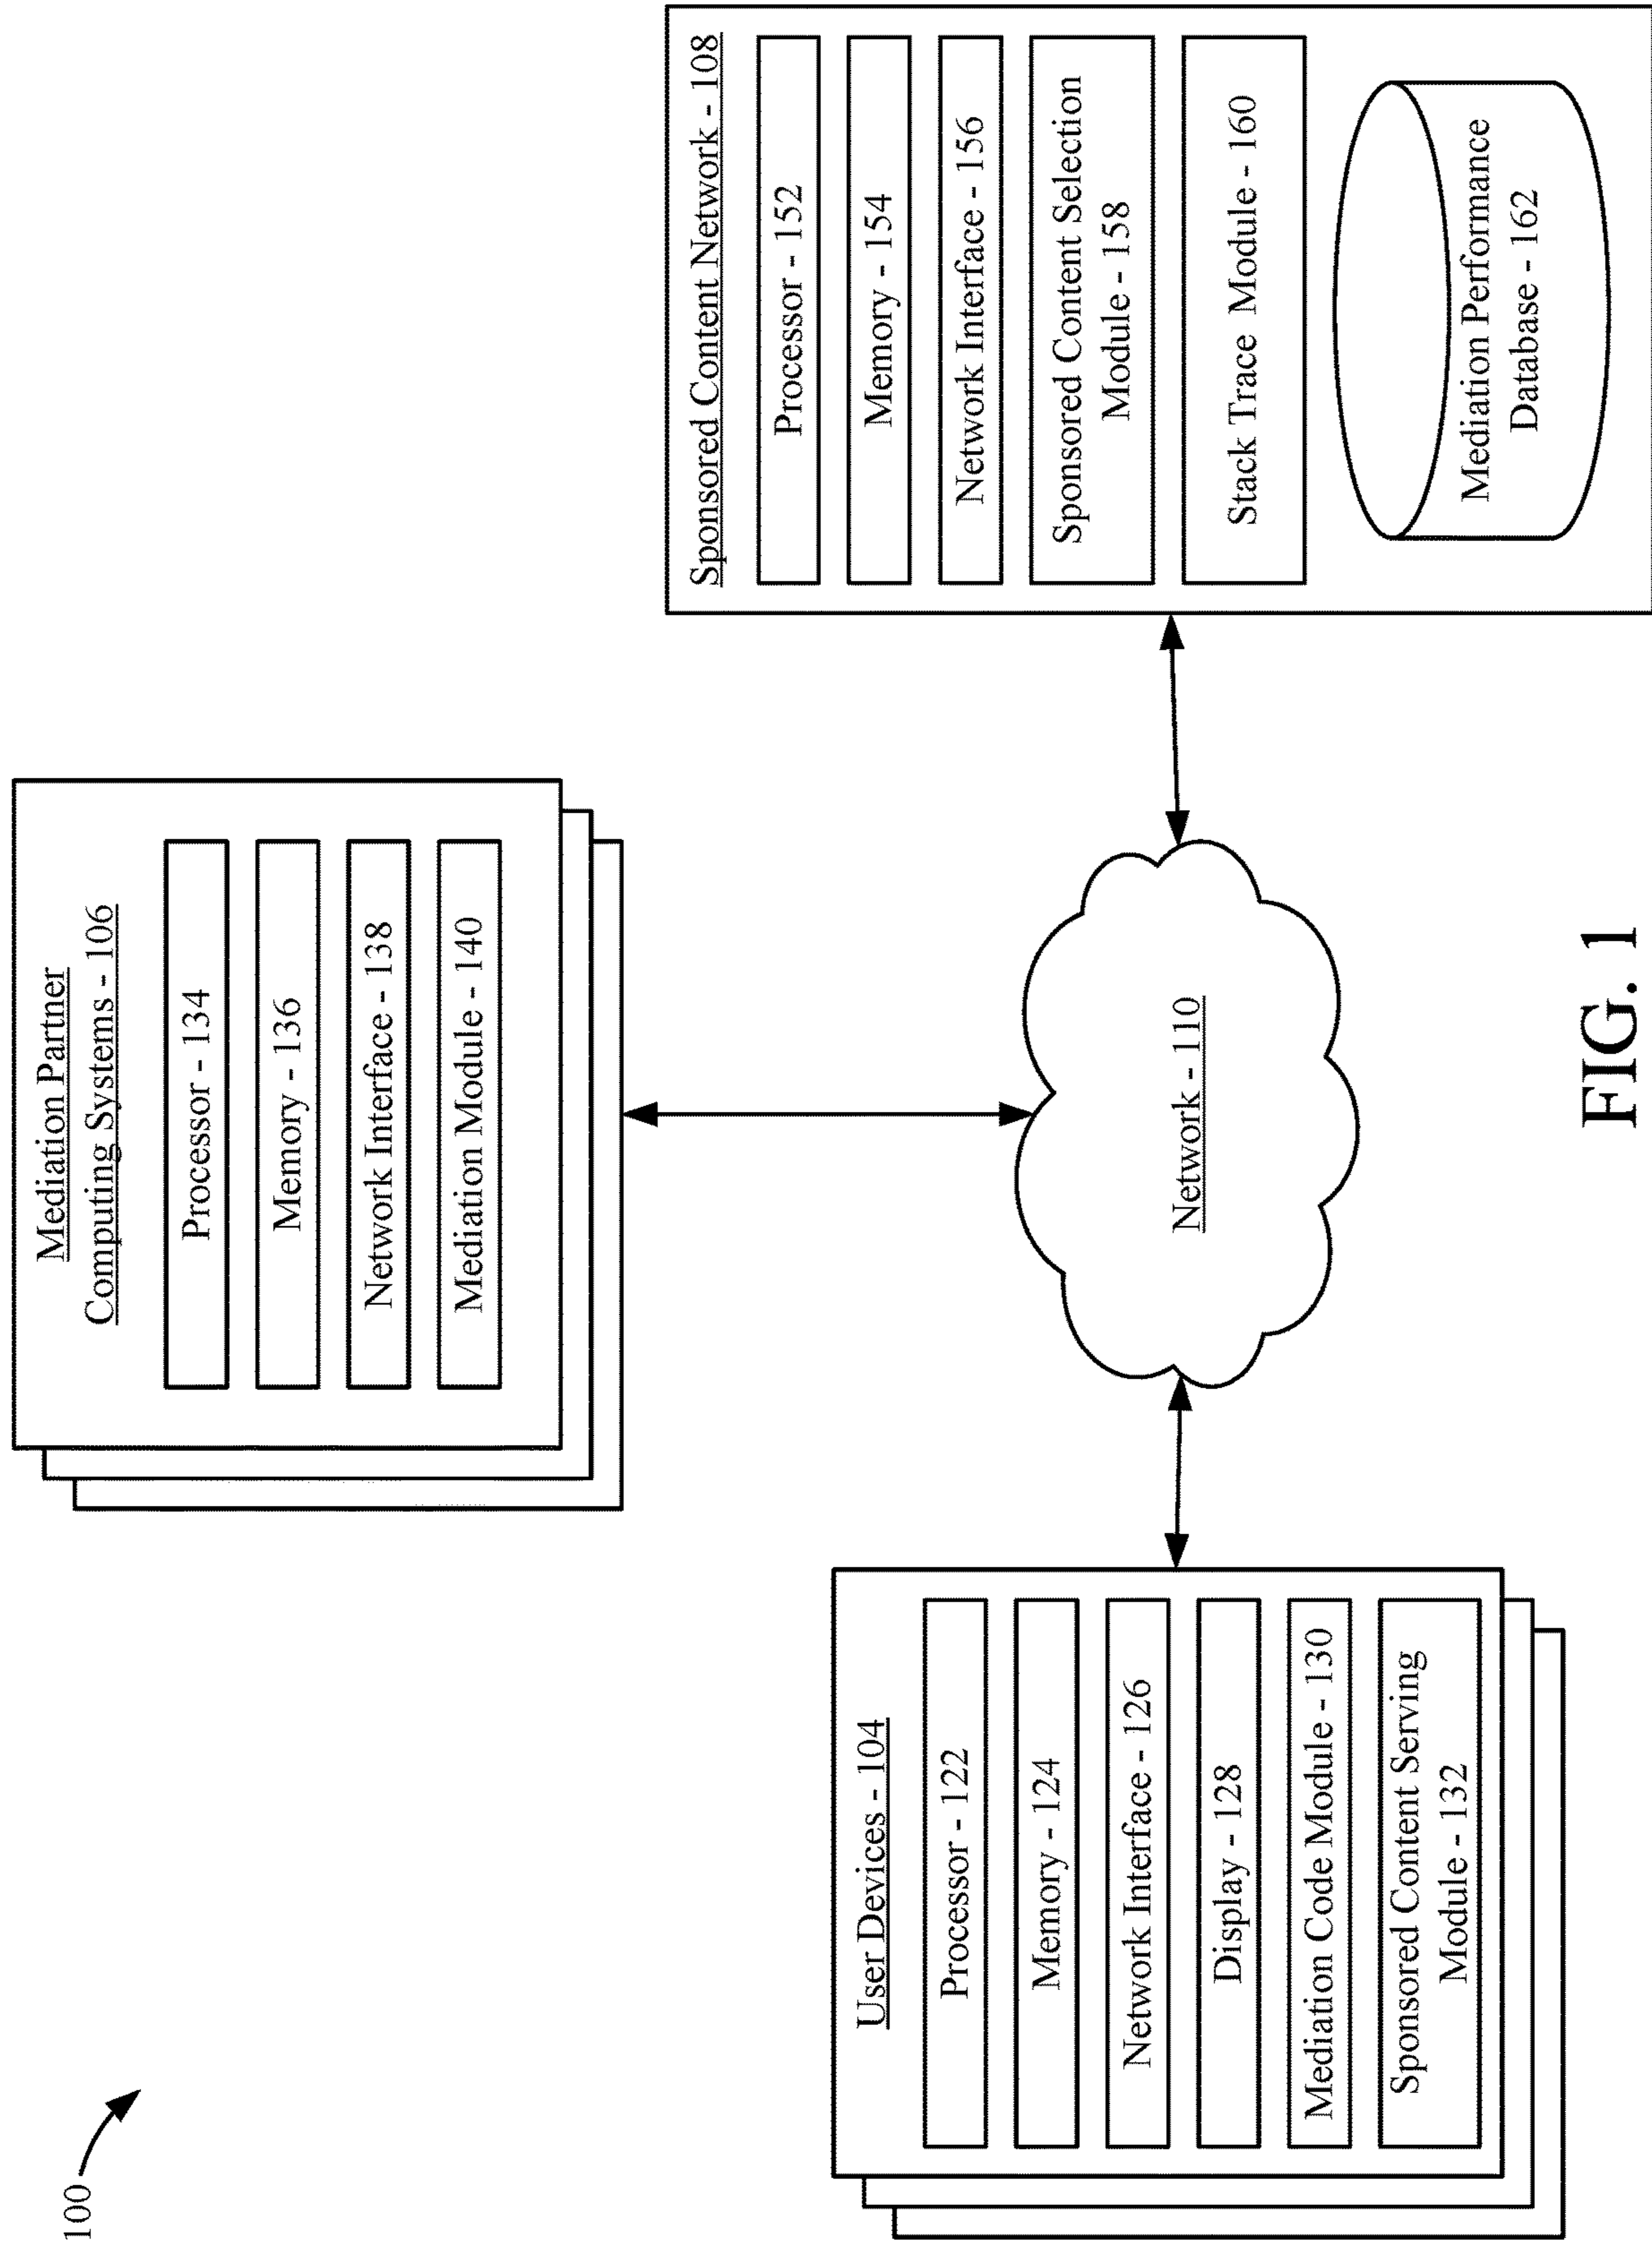 100
Mediation Partner
Computing Systems - 106
Processor - 134
Memory - 136
Network Interface - 138
Mediation Module - 140
User Devices - 104
Processor - 122
Memory - 124
Network Interface - 126
Display - 128
Mediation Code Module - 130
Sponsored Content Serving
Module - 132
Network - 110
Sponsored Content Network - 108
Processor - 152
Memory - 154
Network Interface - 156
Sponsored Content Selection
Module - 158
Stack Trace Module - 160
Mediation Performance
Database - 162
FIG. 1